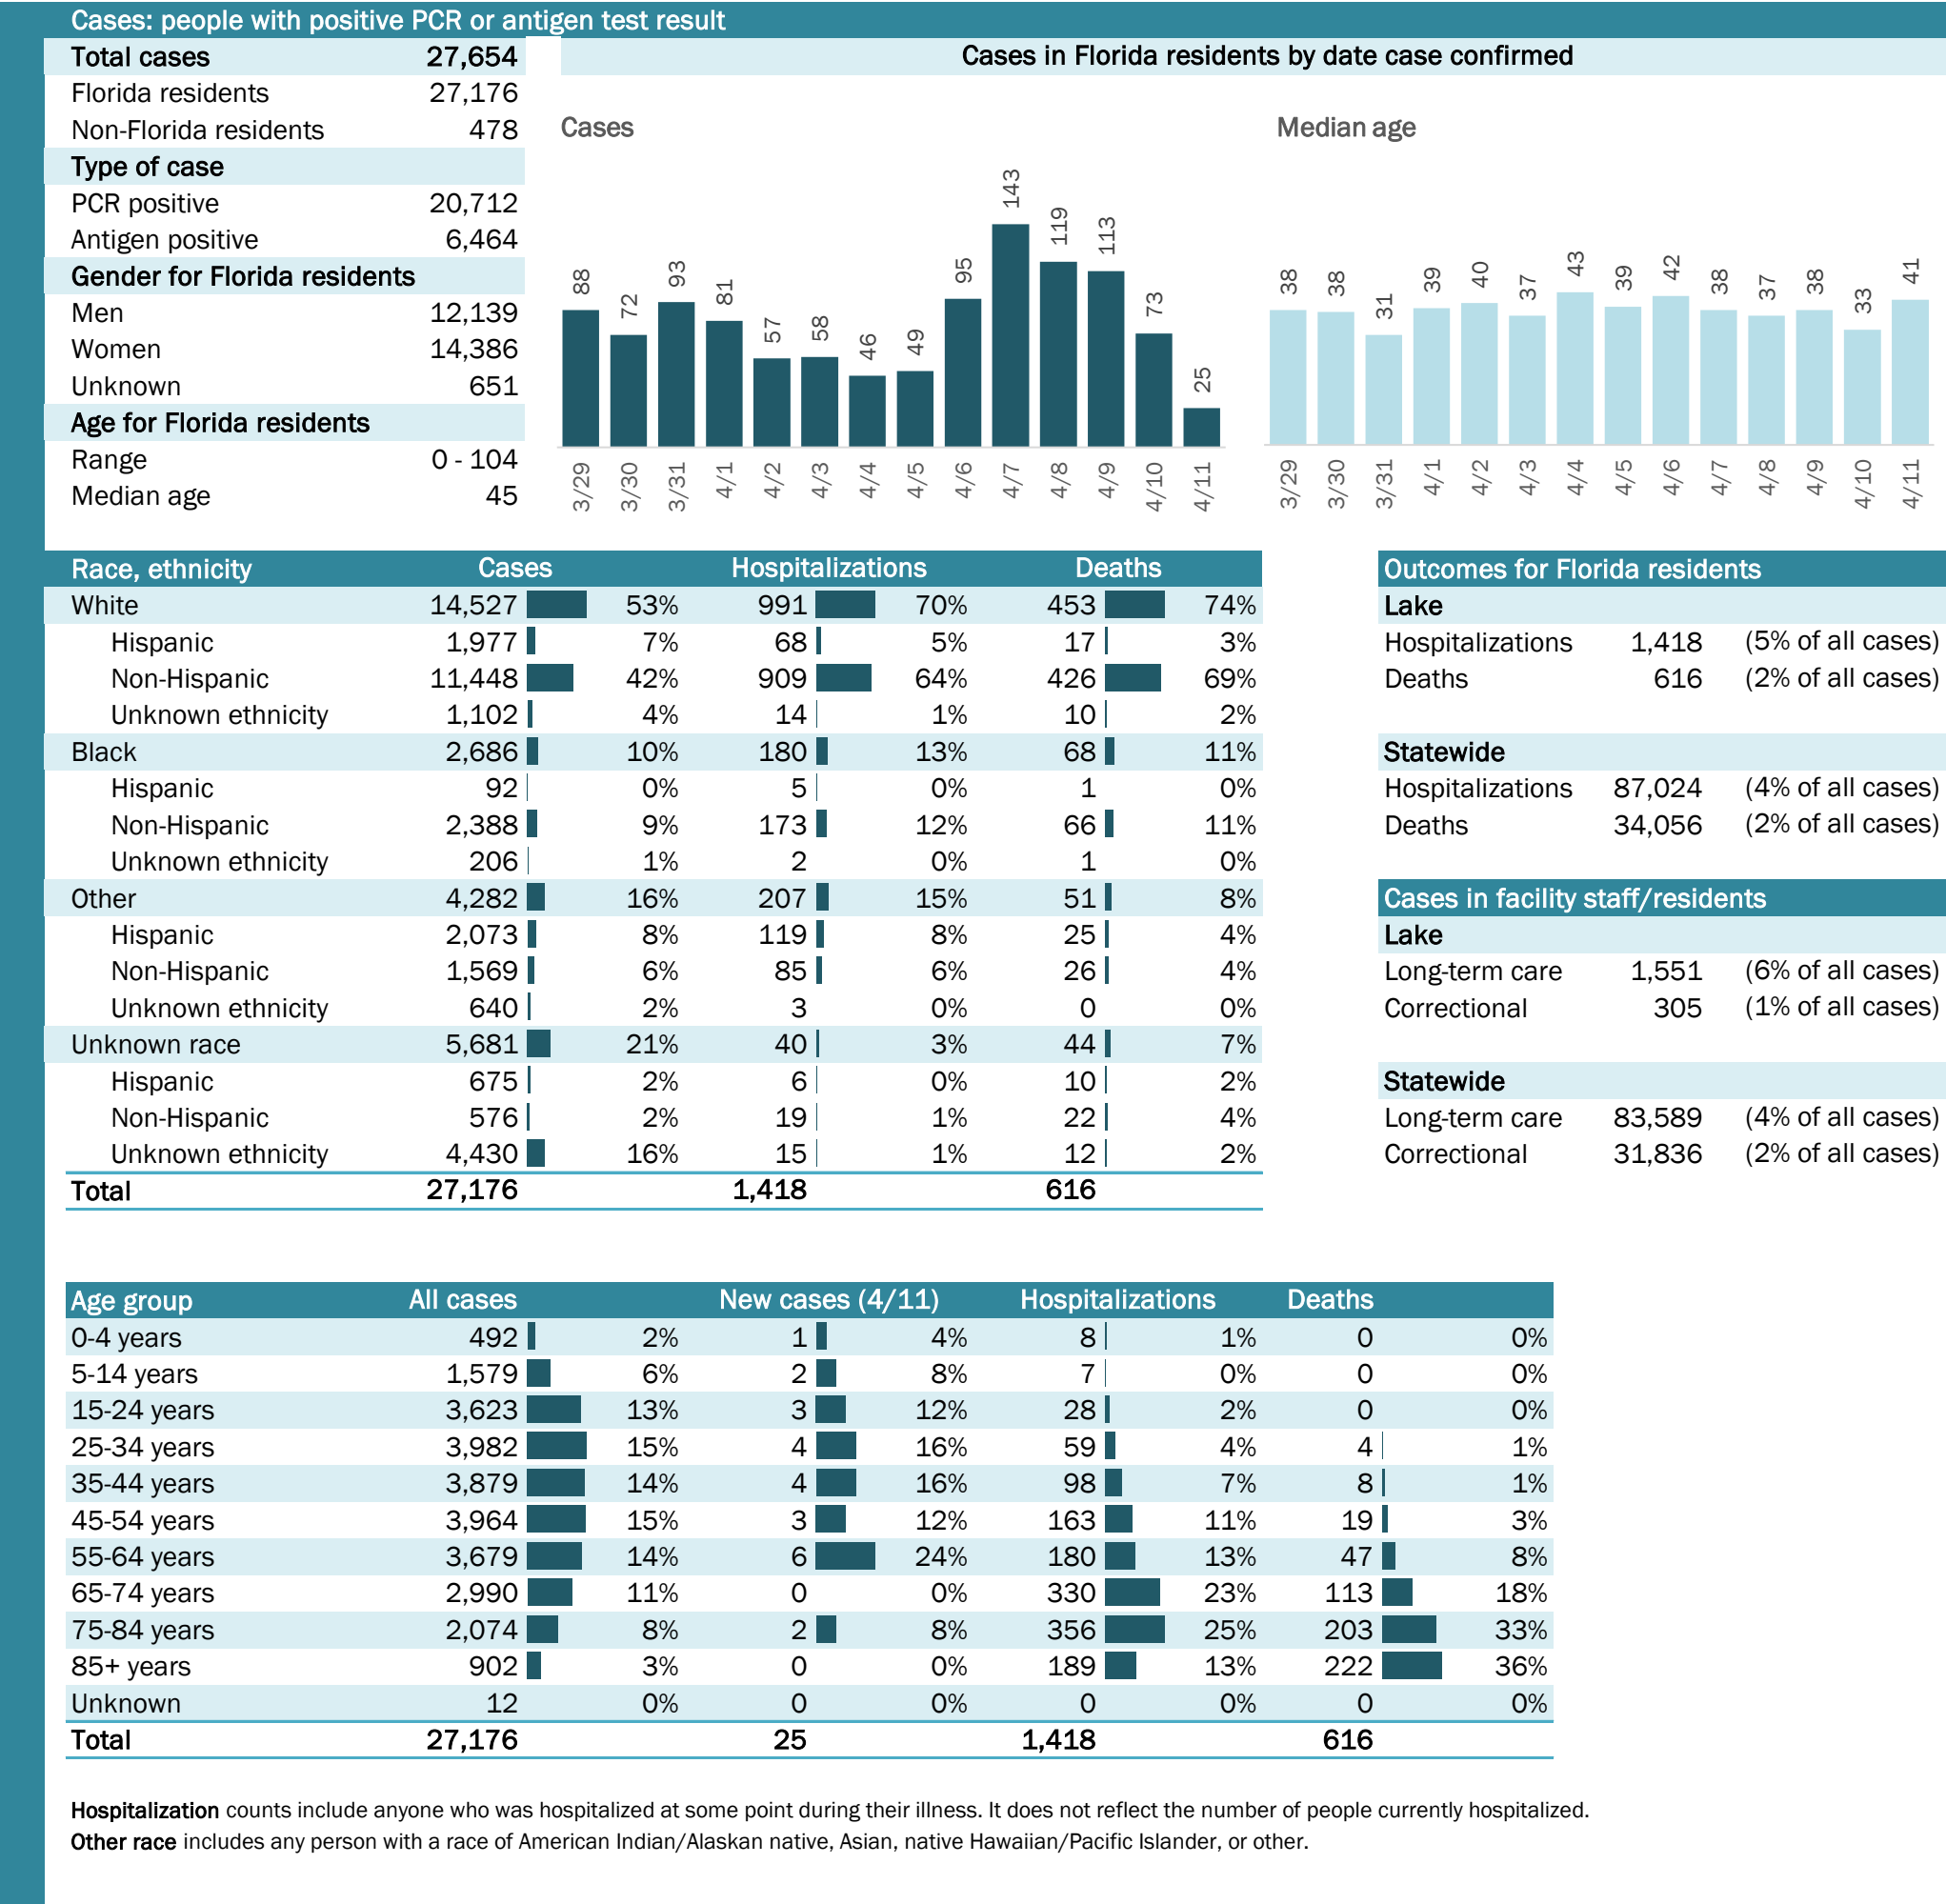 Cases: people with positive PCR or antigen test result
Total cases 27,654
Florida residents 27,176
Non-Florida residents 478
Type of case
PCR positive 20,712
Antigen positive 6,464
Gender for Florida residents
Men 12,139
Women 14,386
Unknown 651
Age for Florida residents
Range 0 - 104
Median age 45
Cases in Florida residents by date case confirmed
Cases
88 72 93 81 57 58 46 49 95 143 119 113 73 25
3/29 3/30 3/31 4/1 4/2 4/3 4/4 4/5 4/6 4/7 4/8 4/9 4/10 4/11
Median age
38 38 31 39 40 37 43 39 42 38 37 38 33 41
3/29 3/30 3/31 4/1 4/2 4/3 4/4 4/5 4/6 4/7 4/8 4/9 4/10 4/11
Race, ethnicity Cases Hospitalizations Deaths
White 14,527 53% 991 70% 453 74%
Hispanic 1,977 7% 68 5% 17 3%
Non-Hispanic 11,448 42% 909 64% 426 69%
Unknown ethnicity 1,102 4% 14 1% 10 2%
Black 2,686 10% 180 13% 68 11%
Hispanic 92 0% 5 0% 1 0%
Non-Hispanic 2,388 9% 173 12% 66 11%
Unknown ethnicity 206 1% 2 0% 1 0%
Other 4,282 16% 207 15% 51 8%
Hispanic 2,073 8% 119 8% 25 4%
Non-Hispanic 1,569 6% 85 6% 26 4%
Unknown ethnicity 640 2% 3 0% 0 0%
Unknown race 5,681 21% 40 3% 44 7%
Hispanic 675 2% 6 0% 10 2%
Non-Hispanic 576 2% 19 1% 22 4%
Unknown ethnicity 4,430 16% 15 1% 12 2%
Total 27,176 1,418 616
Outcomes for Florida residents
Lake
Hospitalizations 1,418 (5% of all cases)
Deaths 616 (2% of all cases)
Statewide
Hospitalizations 87,024 (4% of all cases)
Deaths 34,056 (2% of all cases)
Cases in facility staff/residents
Lake
Long-term care 1,551 (6% of all cases)
Correctional 305 (1% of all cases)
Statewide
Long-term care 83,589 (4% of all cases)
Correctional 31,836 (2% of all cases)
Age group All cases New cases (4/11) Hospitalizations Deaths
0-4 years 492 2% 1 4% 8 1% 0 0%
5-14 years 1,579 6% 2 8% 7 0% 0 0%
15-24 years 3,623 13% 3 12% 28 2% 0 0%
25-34 years 3,982 15% 4 16% 59 4% 4 1%
35-44 years 3,879 14% 4 16% 98 7% 8 1%
45-54 years 3,964 15% 3 12% 163 11% 19 3%
55-64 years 3,679 14% 6 24% 180 13% 47 8%
65-74 years 2,990 11% 0 0% 330 23% 113 18%
75-84 years 2,074 8% 2 8% 356 25% 203 33%
85+ years 902 3% 0 0% 189 13% 222 36%
Unknown 12 0% 0 0% 0 0% 0 0%
Total 27,176 25 1,418 616
Hospitalization counts include anyone who was hospitalized at some point during their illness. It does not reflect the number of people currently hospitalized.
Other race includes any person with a race of American Indian/Alaskan native, Asian, native Hawaiian/Pacific Islander, or other.